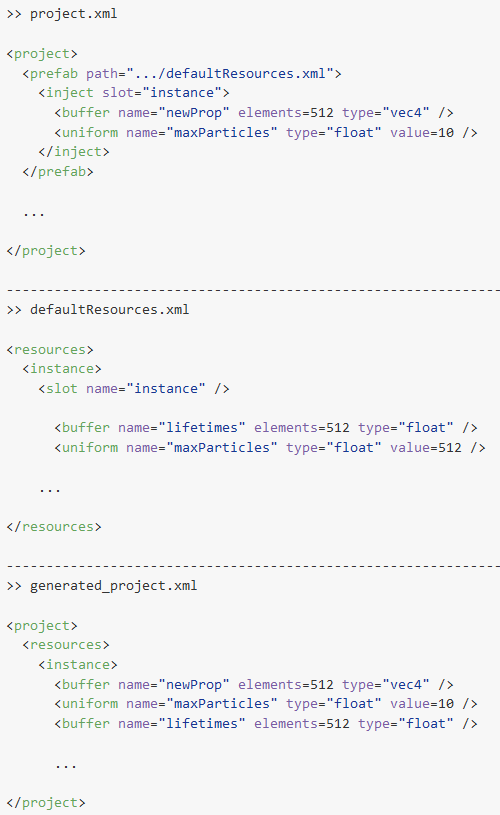 >> project.xml
<project>
  <prefab path=".../defaultResources.xml">
    <inject slot="instance">
      <buffer name="newProp" elements=512 type="vec4" />
      <uniform name="maxParticles" type="float" value=10 />
    </inject>
  </prefab>
  ...
</project>
---------------------------------------------------------------
>> defaultResources.xml
<resources>
  <instance>
    <slot name="instance" />
      <buffer name="lifetimes" elements=512 type="float" />
      <uniform name="maxParticles" type="float" value=512 />
    ...
</resources>
---------------------------------------------------------------
>> generated_project.xml
<project>
  <resources>
    <instance>
      <buffer name="newProp" elements=512 type="vec4" />
      <uniform name="maxParticles" type="float" value=10 />
      <buffer name="lifetimes" elements=512 type="float" />
      ...
</project>